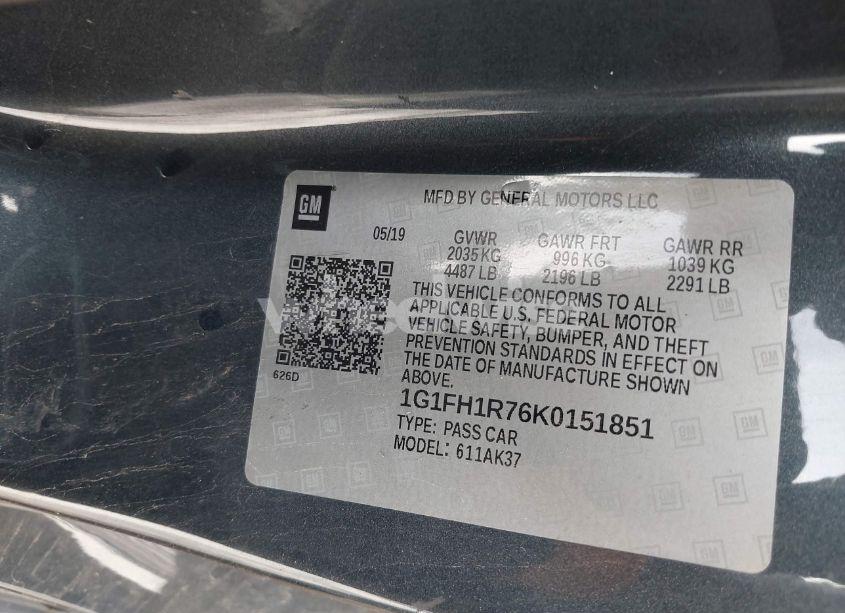 GM
MFD BY GENERAL MOTORS LLC
05/19
GVWR GAWR FRT GAWR RR
2035 KG 996 KG 1039 KG
4487 LB 2196 LB 2291 LB
THIS VEHICLE CONFORMS TO ALL
APPLICABLE U.S. FEDERAL MOTOR
VEHICLE SAFETY, BUMPER, AND THEFT
PREVENTION STANDARDS IN EFFECT ON
THE DATE OF MANUFACTURE SHOWN
ABOVE.
626D
1G1FH1R76K0151851
TYPE: PASS CAR
MODEL: 611AK37